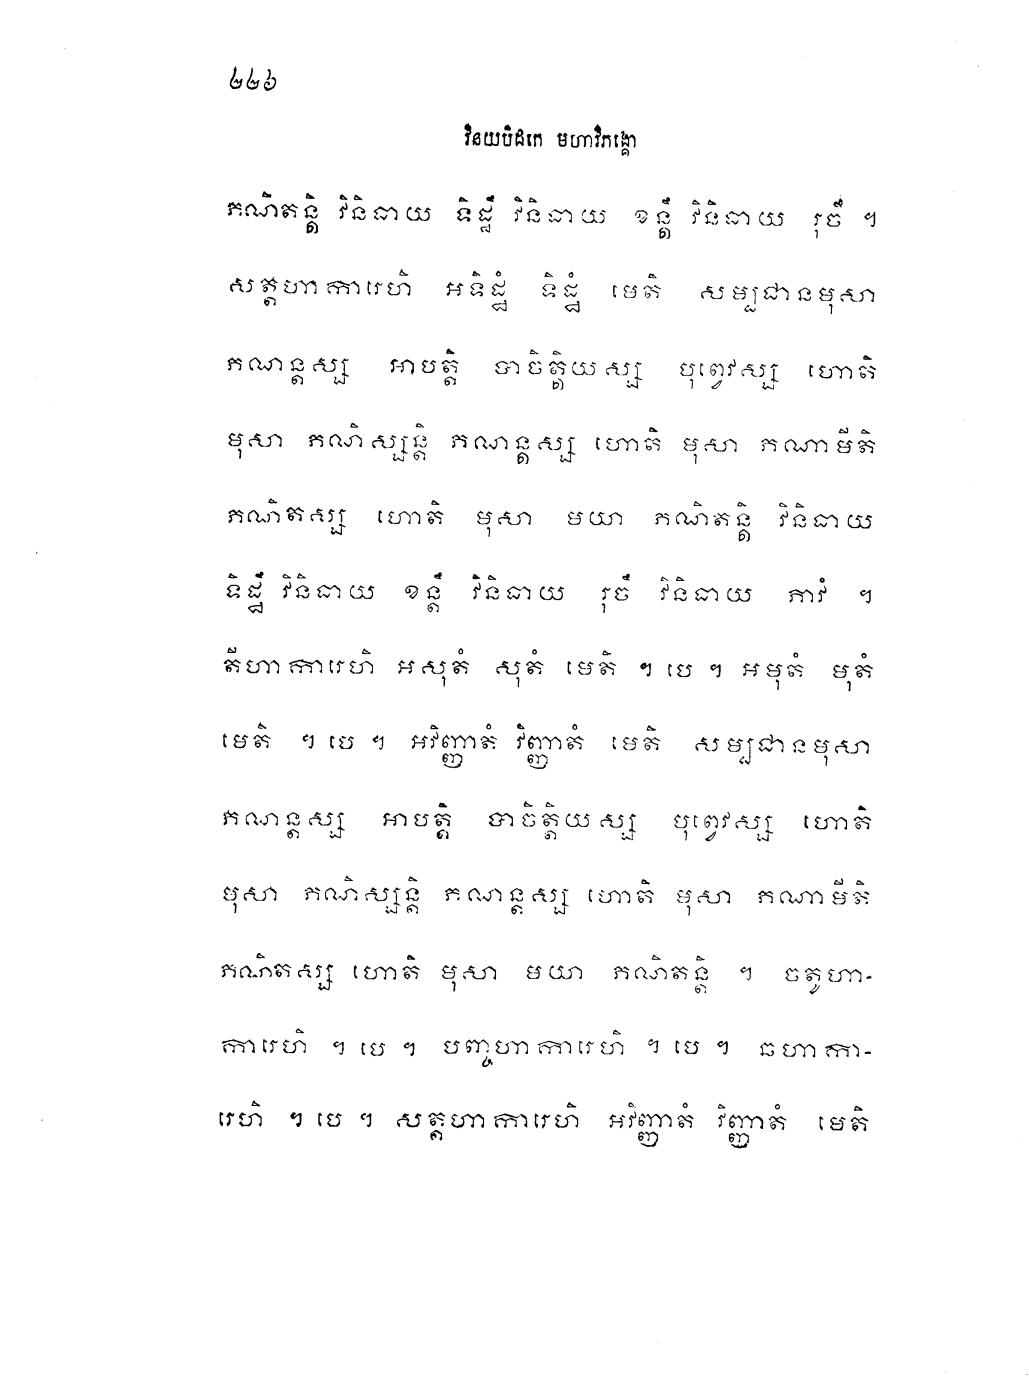 ២២៦
វិនយបិដកេ មហាវិភង្គោ
ភណិតន្តិ វិនិធាយ ទិដ្ឋឹ វិនិធាយ ខន្តឹ វិនិធាយ រុចឹ ។
សត្តហាការេហិ អទិដ្ឋំ ទិដ្ឋំ មេតិ សម្បជានមុសា
ភណន្តស្ស អាបត្តិ បាចិត្តិយស្ស បុព្វេវស្ស ហោតិ
មុសា ភណិស្សន្តិ ភណន្តស្ស ហោតិ មុសា ភណាមីតិ
ភណិតស្ស ហោតិ មុសា មយា ភណិតន្តិ វិនិធាយ
ទិដ្ឋឹ វិនិធាយ ខន្តឹ វិនិធាយ រុចឹ វិនិធាយ ភាវំ ។
តីហាការេហិ អសុតំ សុតំ មេតិ ។ បេ ។ អមុតំ មុតំ
មេតិ ។ បេ ។ អវិញ្ញាតំ វិញ្ញាតំ មេតិ សម្បជានមុសា
ភណន្តស្ស អាបត្តិ បាចិត្តិយស្ស បុព្វេវស្ស ហោតិ
មុសា ភណិស្សន្តិ ភណន្តស្ស ហោតិ មុសា ភណាមីតិ
ភណិតស្ស ហោតិ មុសា មយា ភណិតន្តិ ។ ចតូហា-
ការេហិ ។ បេ ។ បញ្ចហាការេហិ ។ បេ ។ ឆហាកា-
រេហិ ។ បេ ។ សត្តហាការេហិ អវិញ្ញាតំ វិញ្ញាតំ មេតិ